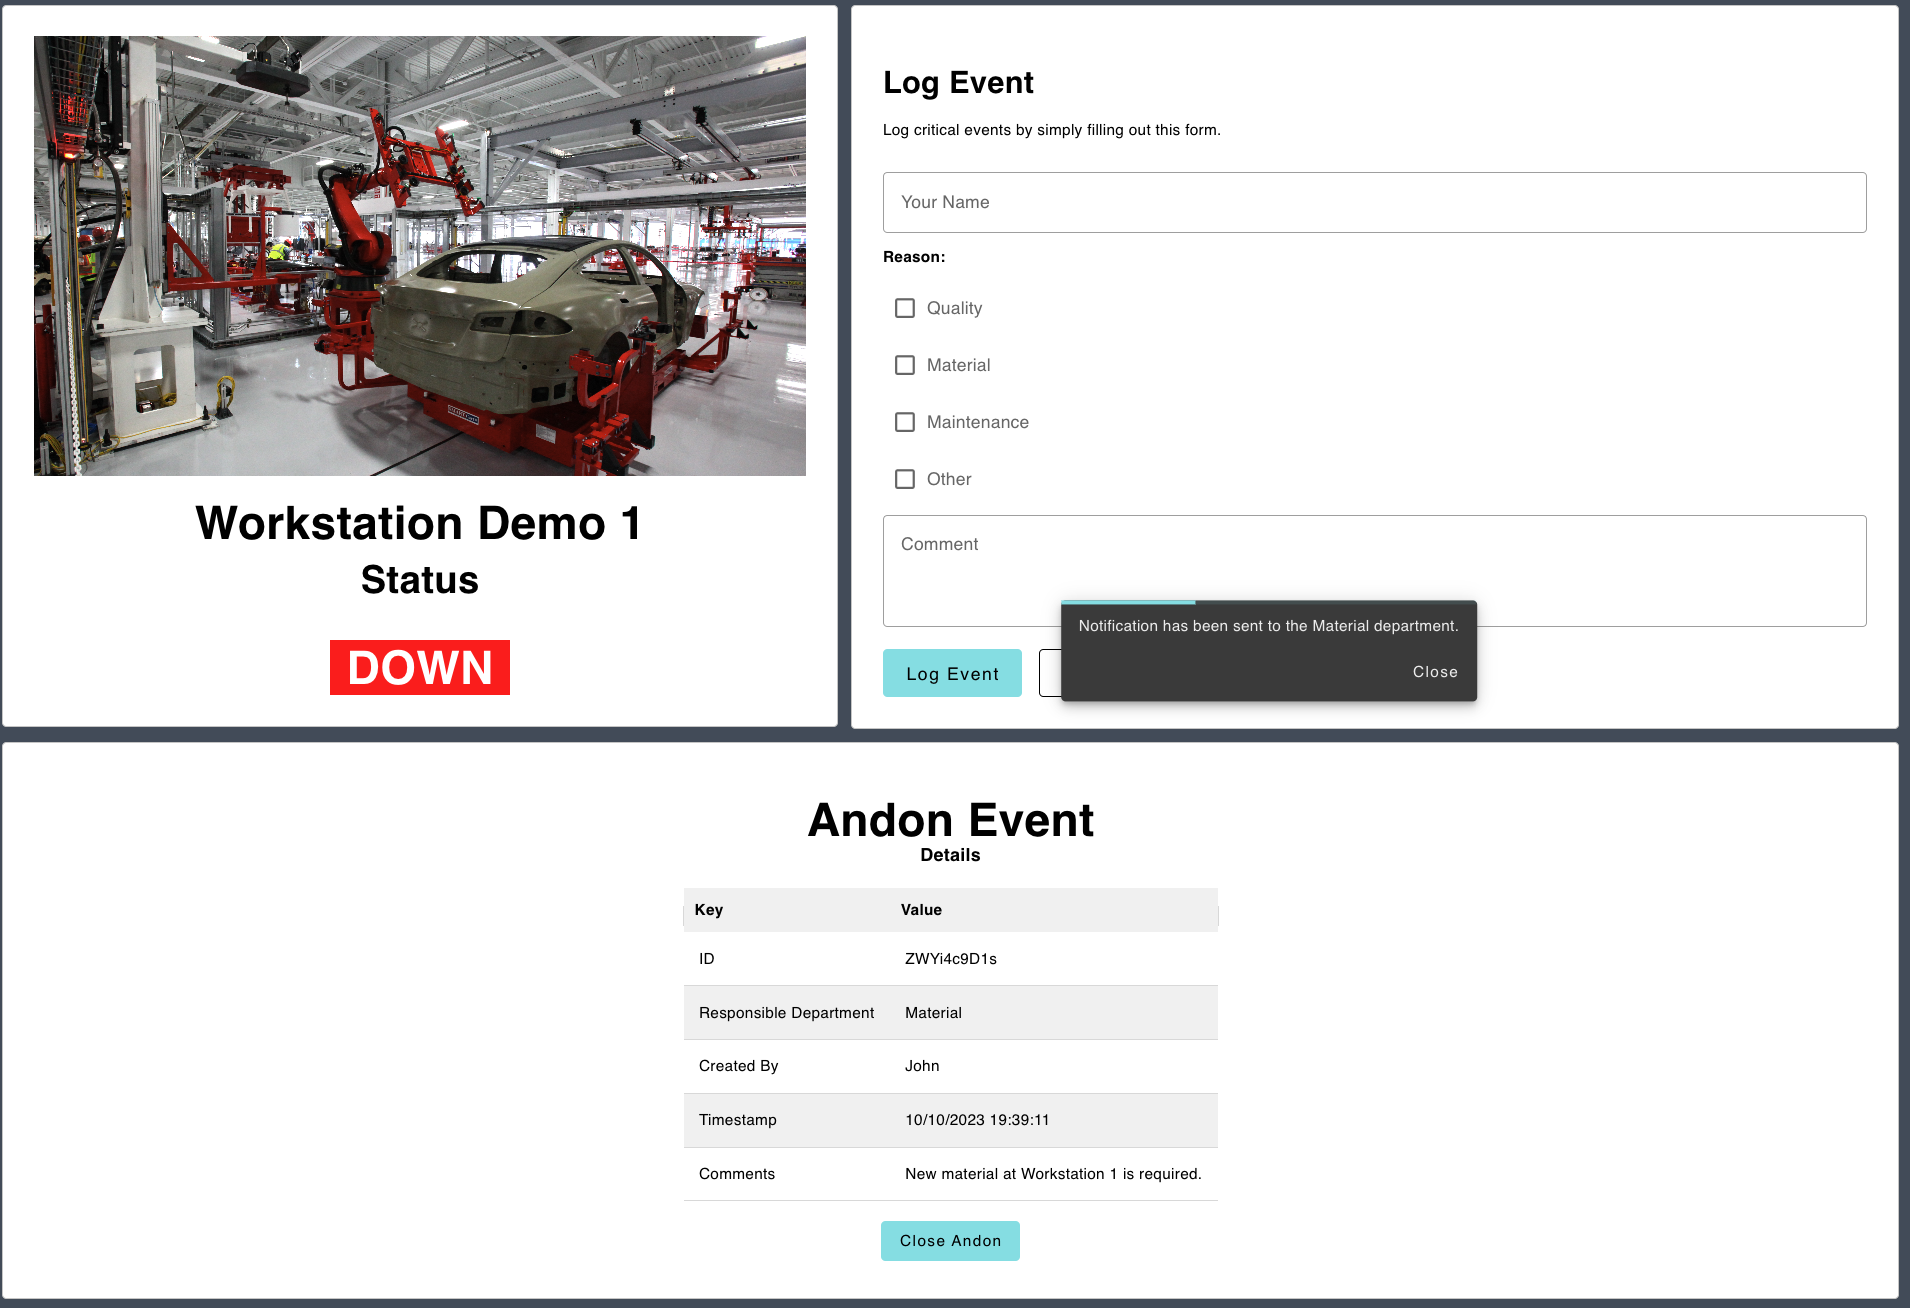 Workstation Demo 1
Status
DOWN
Log Event
Log critical events by simply filling out this form.
Your Name
Reason:
Quality
Material
Maintenance
Other
Comment
Notification has been sent to the Material department.
Close
Log Event
Andon Event
Details
Key Value
ID ZWYi4c9D1s
Responsible Department Material
Created By John
Timestamp 10/10/2023 19:39:11
Comments New material at Workstation 1 is required.
Close Andon